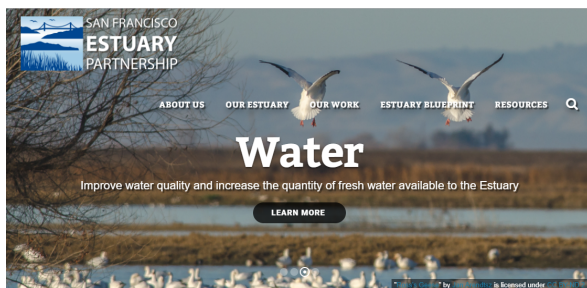 SAN FRANCISCO
ESTUARY
PARTNERSHIP
ABOUT US OUR ESTUARY OUR WORK ESTUARY BLUEPRINT RESOURCES
Water
Improve water quality and increase the quantity of fresh water available to the Estuary
LEARN MORE
" " by is licensed under